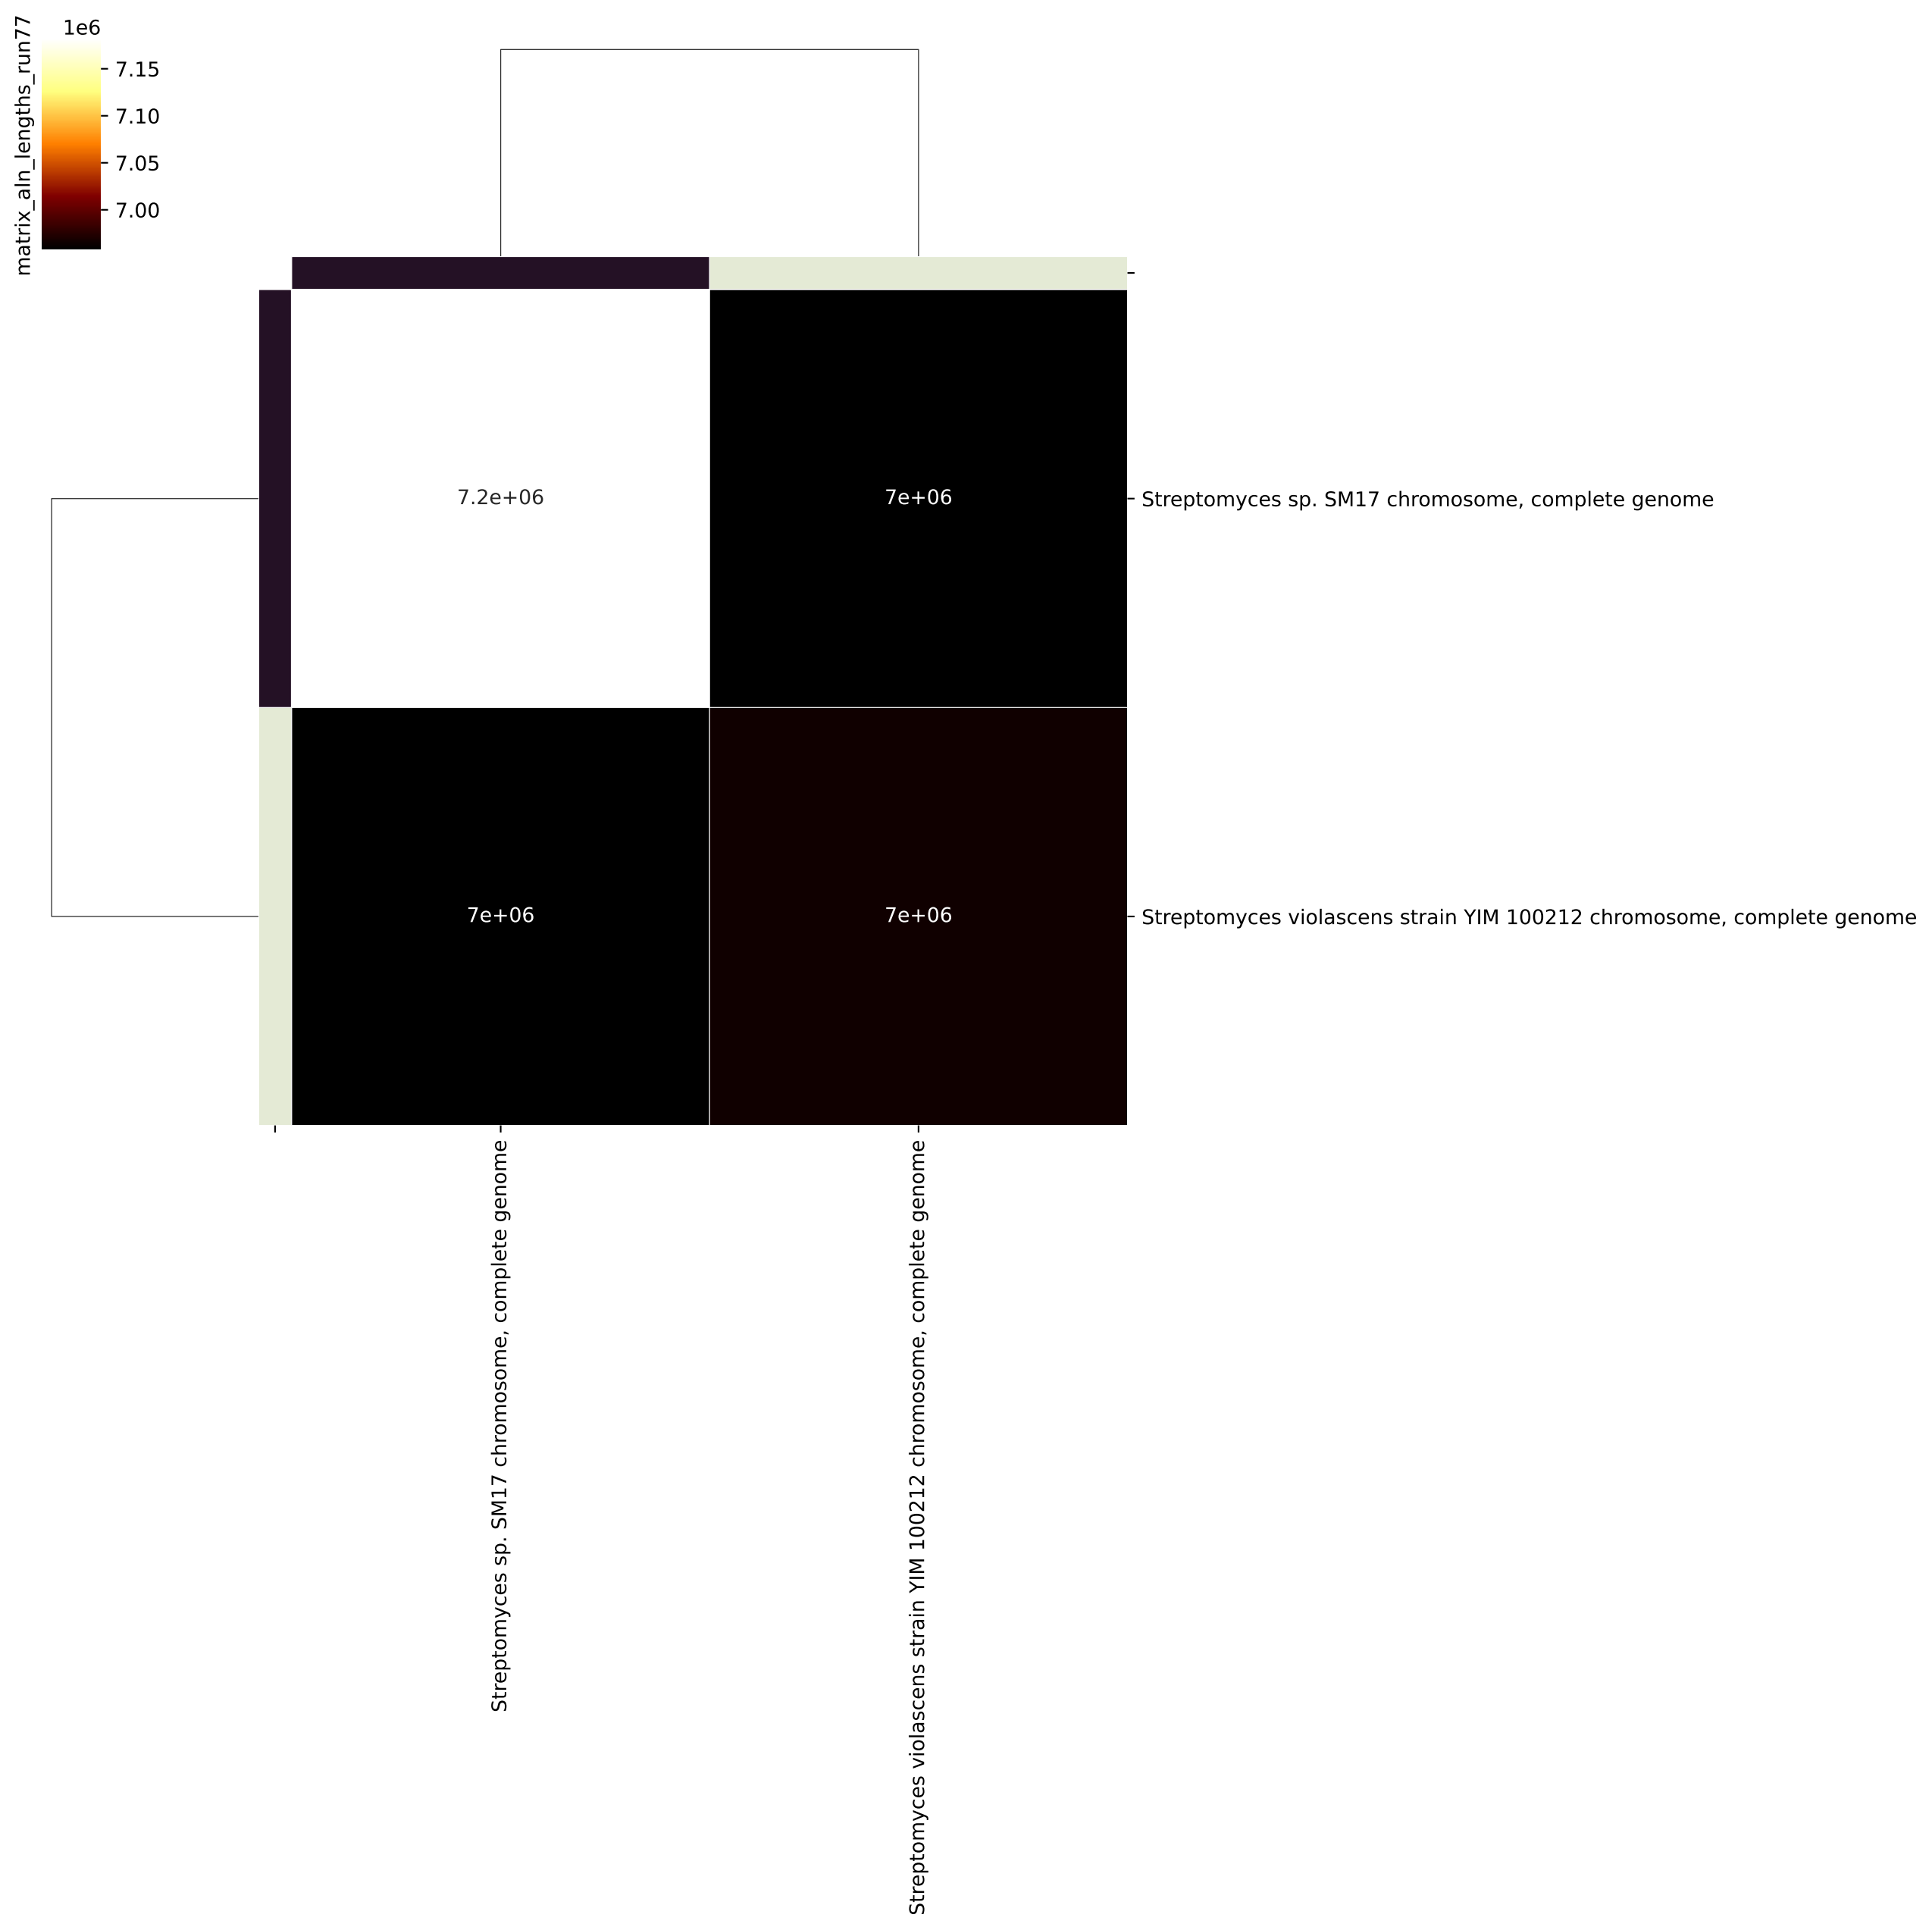 matrix_aln_lengths_run77
1e6
7.15
7.10
7.05
7.00
7.2e+06
7e+06
Streptomyces sp. SM17 chromosome, complete genome
7e+06
7e+06
Streptomyces violascens strain YIM 100212 chromosome, complete genome
Streptomyces sp. SM17 chromosome, complete genome
Streptomyces violascens strain YIM 100212 chromosome, complete genome